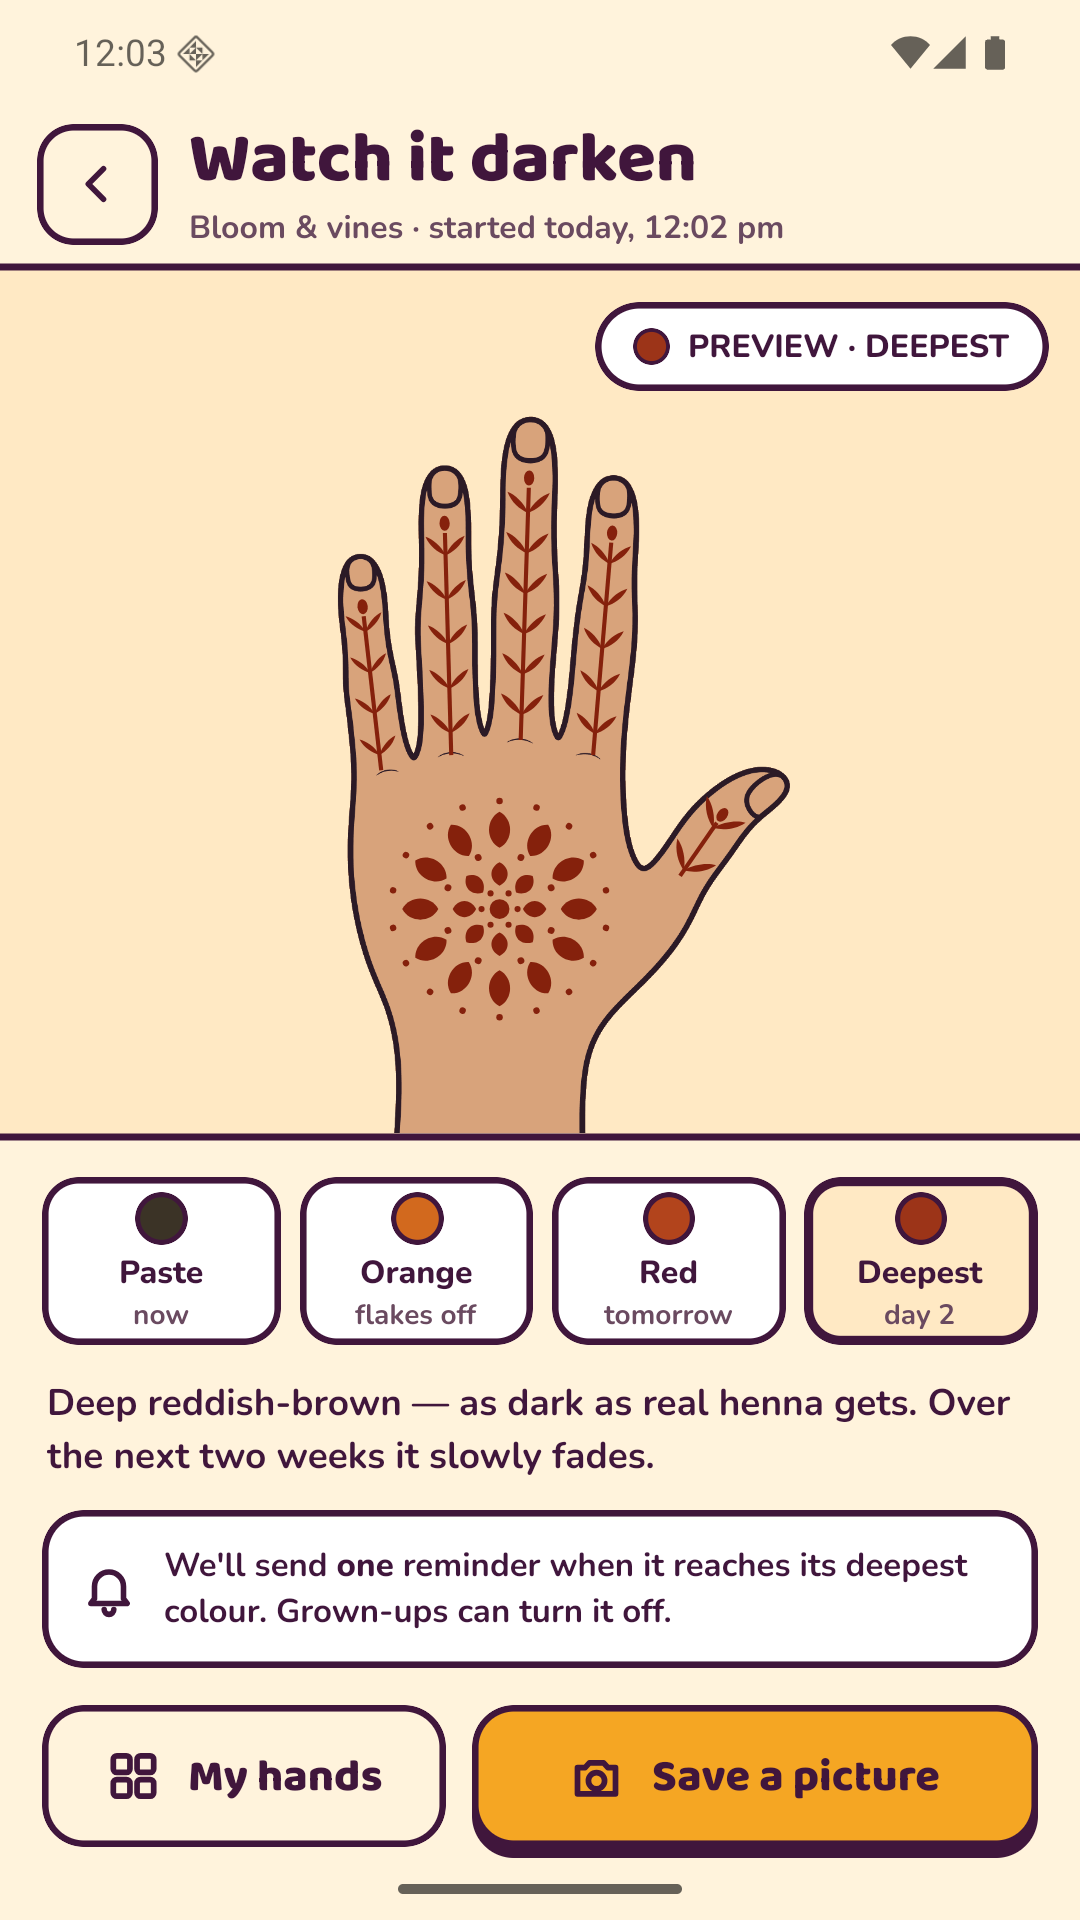 12:03
Watch it darken
Bloom & vines · started today, 12:02 pm
PREVIEW · DEEPEST
Paste
now
Orange
flakes off
Red
tomorrow
Deepest
day 2
Deep reddish-brown — as dark as real henna gets. Over
the next two weeks it slowly fades.
We'll send one reminder when it reaches its deepest
colour. Grown-ups can turn it off.
My hands
Save a picture